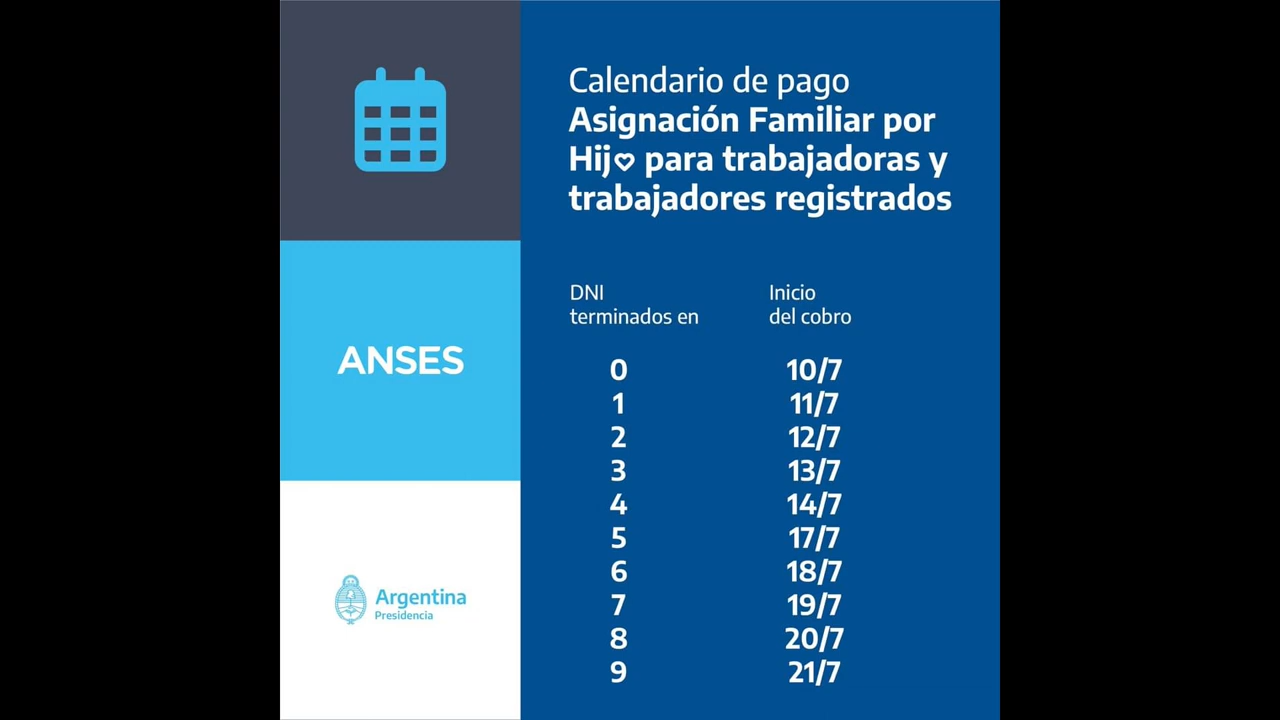 Calendario de pago
Asignación Familiar por
Hij♡ para trabajadoras y
trabajadores registrados
DNI
terminados en
Inicio
del cobro
0 10/7
1 11/7
2 12/7
3 13/7
4 14/7
5 17/7
6 18/7
7 19/7
8 20/7
9 21/7
ANSES
Argentina
Presidencia